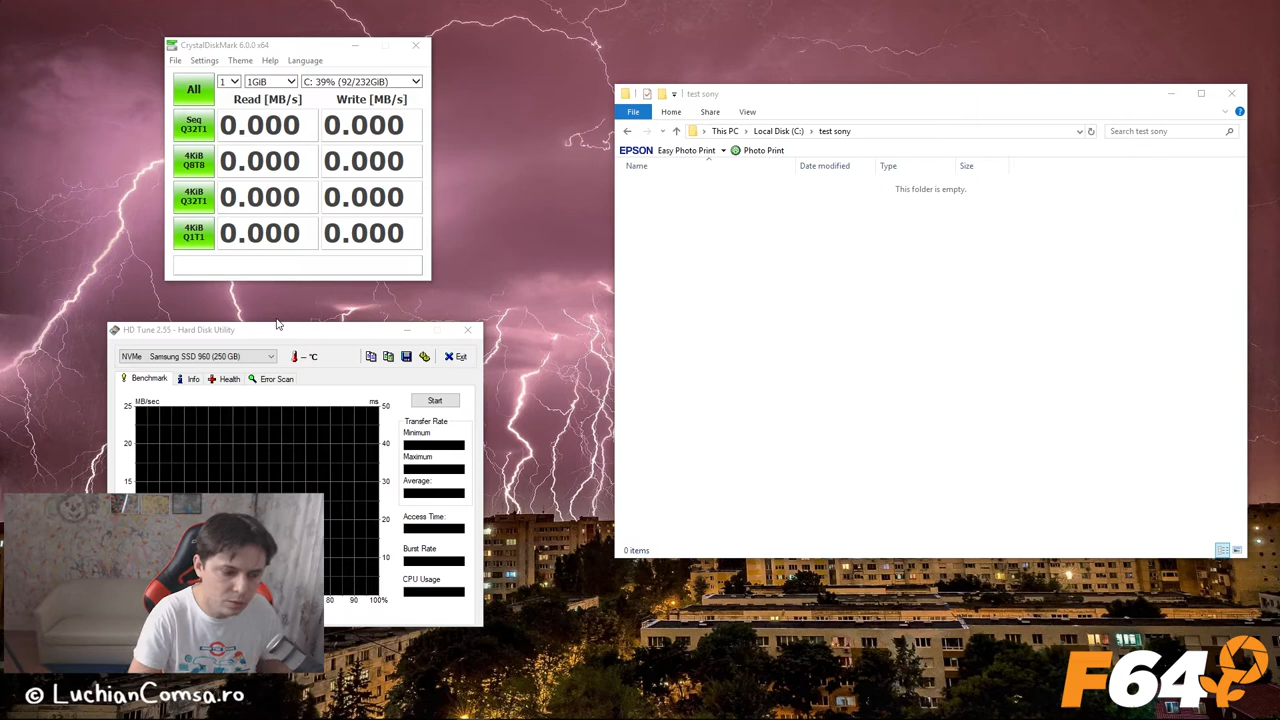 CrystalDiskMark 6.0.0 x64
File Settings Theme Help Language
All 1 1GiB C: 39% (92/232GiB)
Read [MB/s] Write [MB/s]
Seq Q32T1 0.000 0.000
4KiB Q8T8 0.000 0.000
4KiB Q32T1 0.000 0.000
4KiB Q1T1 0.000 0.000
test sony
File Home Share View
This PC Local Disk (C:) test sony Search test sony
EPSON Easy Photo Print Photo Print
Name Date modified Type Size
This folder is empty.
0 items
HD Tune 2.55 - Hard Disk Utility
NVMe Samsung SSD 960 (250 GB) – °C Exit
Benchmark Info Health Error Scan
Start
MB/sec ms
25 50
20 40
15 30
20
10
80 90 100%
Transfer Rate
Minimum
Maximum
Average:
Access Time:
Burst Rate
CPU Usage
© LuchianComsa.ro
F64